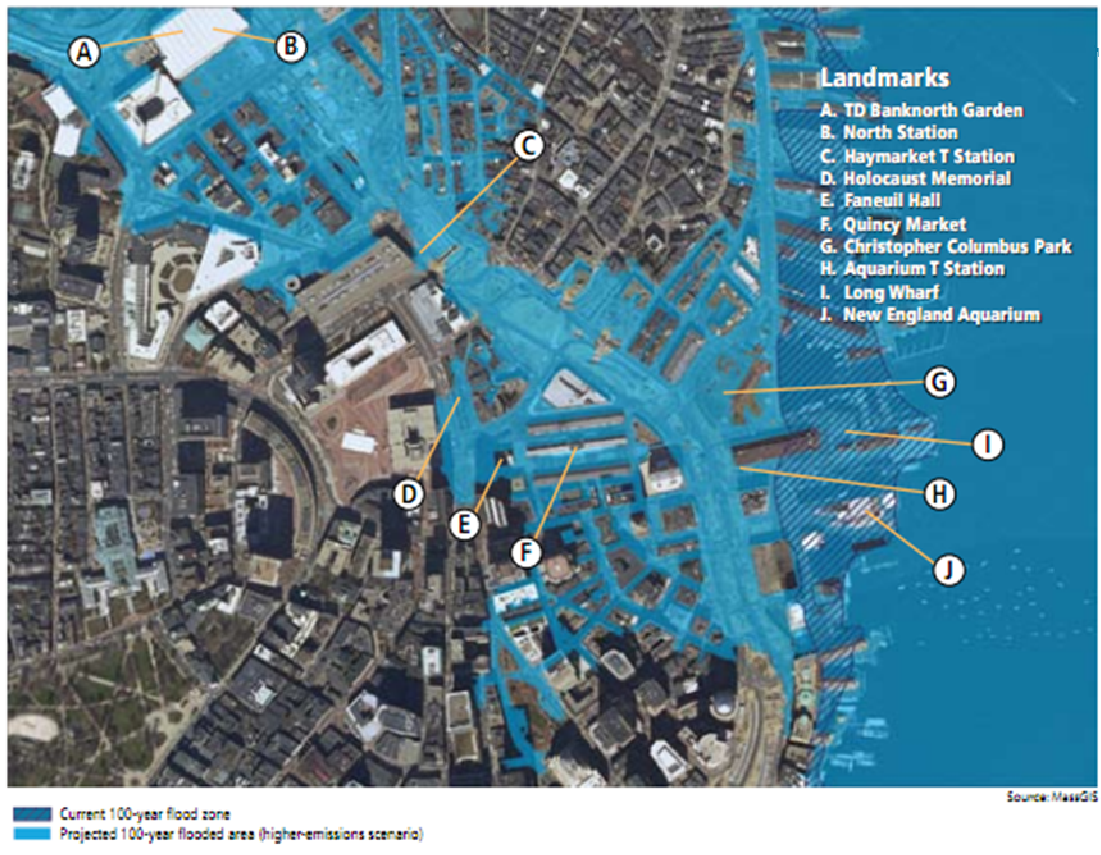 A
B
C
Landmarks
A. TD Banknorth Garden
B. North Station
C. Haymarket T Station
D. Holocaust Memorial
E. Faneuil Hall
F. Quincy Market
G. Christopher Columbus Park
H. Aquarium T Station
I. Long Wharf
J. New England Aquarium
G
I
D
H
E
F
J
Source: MassGIS
Current 100-year flood zone
Projected 100-year flooded area (higher-emissions scenario)